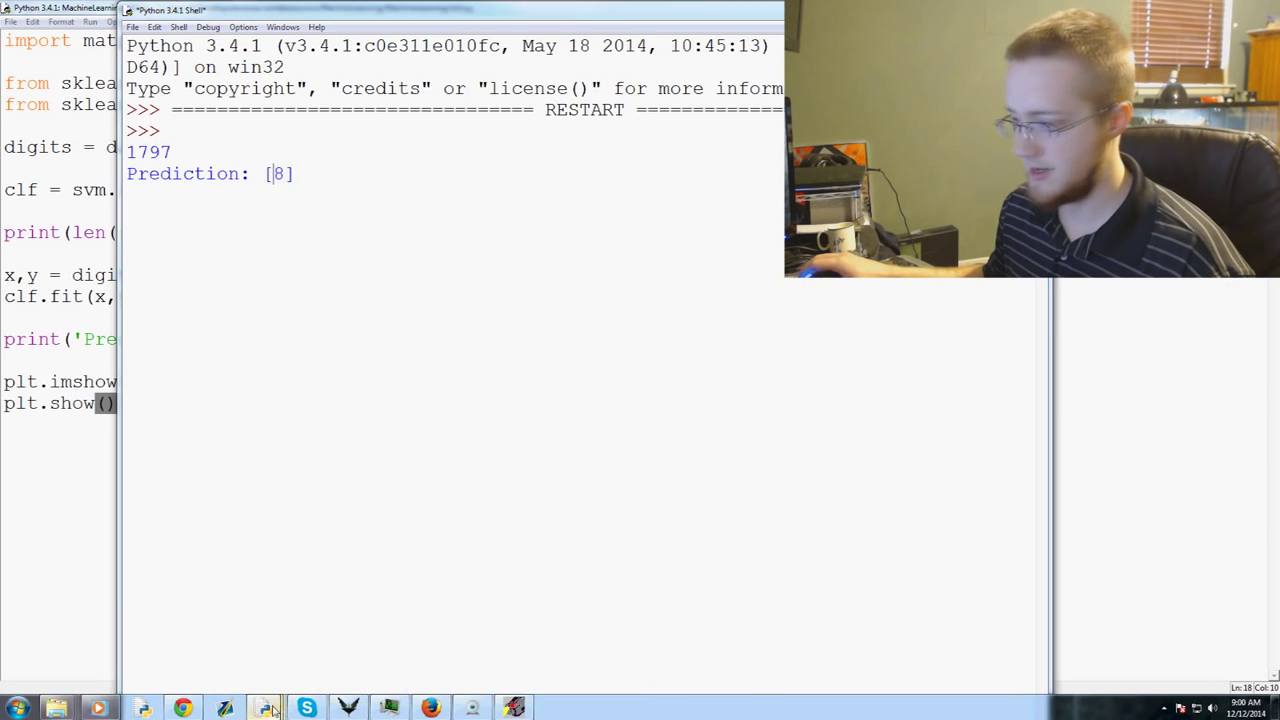 Python 3.4.1: MachineLearning
*Python 3.4.1 Shell*
File Edit Format Run
File Edit Shell Debug Options Windows Help
import mat
from sklea
from sklea
digits = d
clf = svm.
print(len(
x,y = digi
clf.fit(x,
print('Pre
plt.imshow
plt.show()
Python 3.4.1 (v3.4.1:c0e311e010fc, May 18 2014, 10:45:13)
D64)] on win32
Type "copyright", "credits" or "license()" for more inform
>>> ================================ RESTART ================
>>>
1797
Prediction: [8]
Ln: 18 Col: 10
9:00 AM
12/12/2014